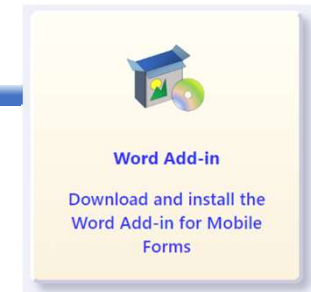 Word Add-in
Download and install the
Word Add-in for Mobile
Forms